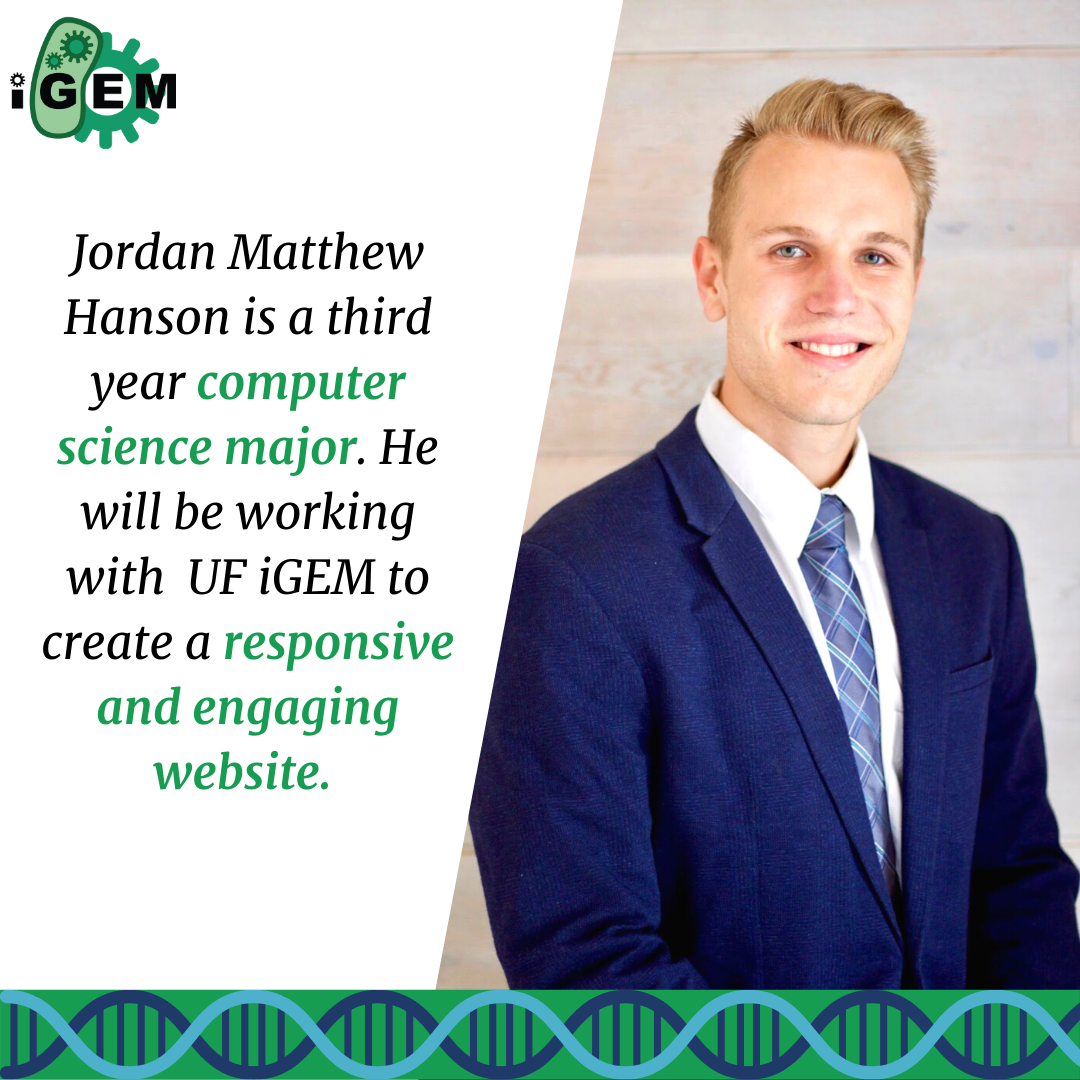 iGEM
Jordan Matthew
Hanson is a third
year computer
science major. He
will be working
with  UF iGEM to
create a responsive
and engaging
website.